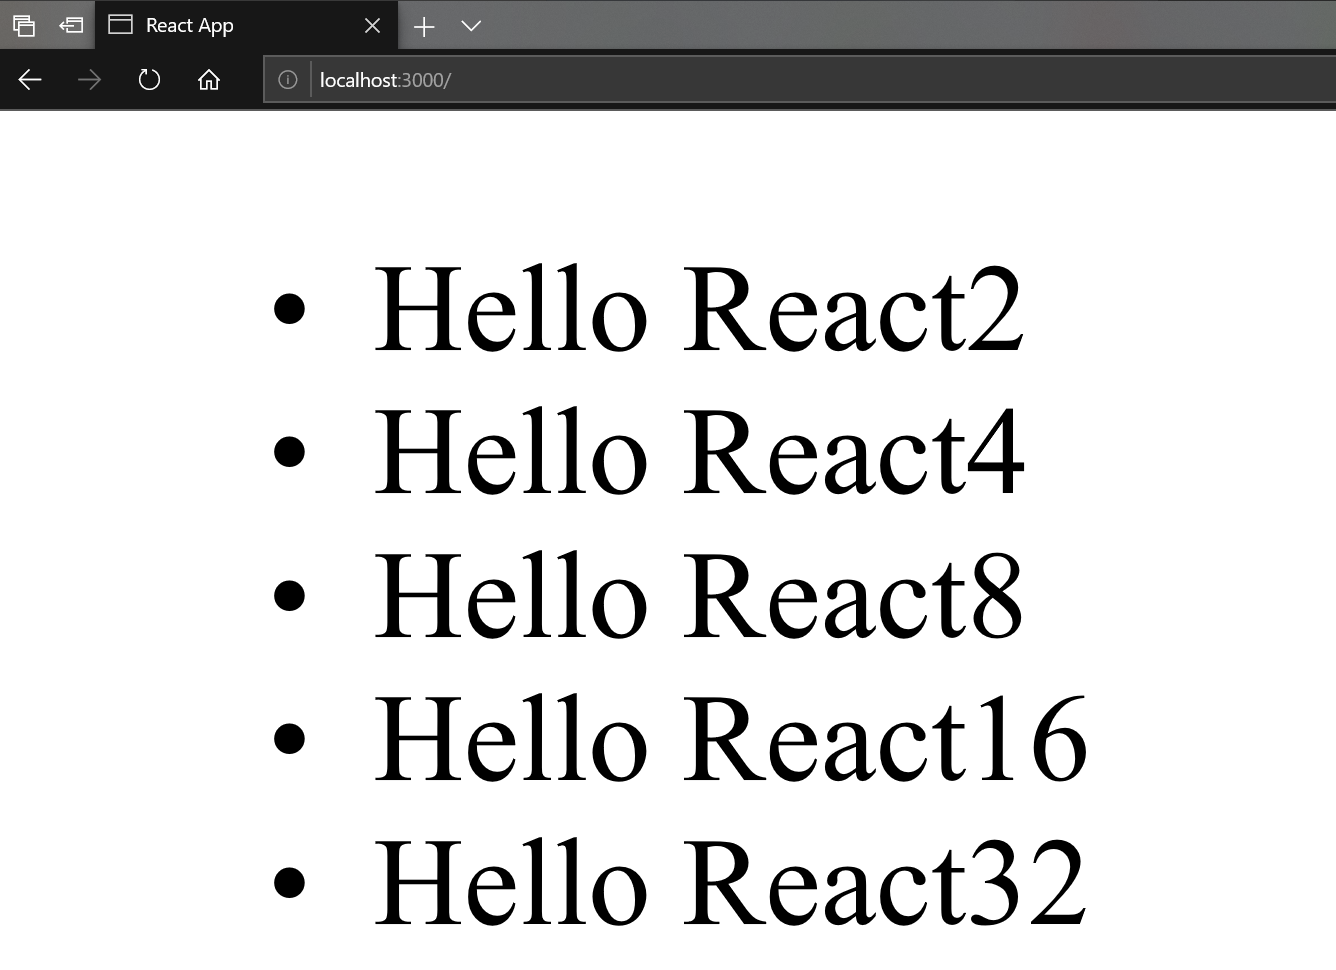 React App
localhost:3000/
• Hello React2
• Hello React4
• Hello React8
• Hello React16
• Hello React32